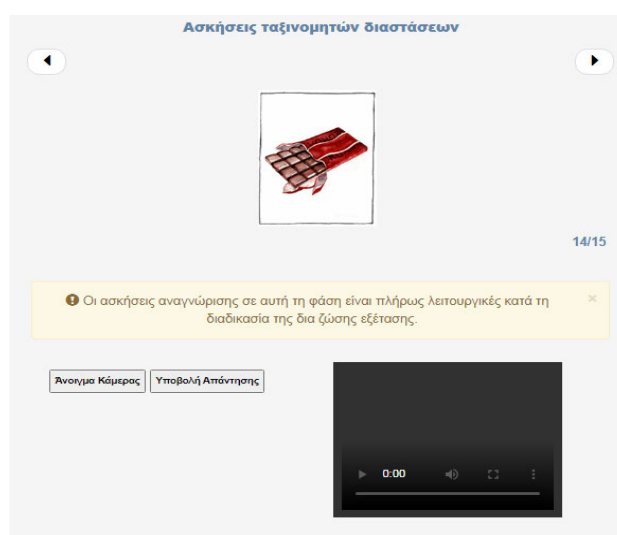 Ασκήσεις ταξινομητών διαστάσεων
14/15
Οι ασκήσεις αναγνώρισης σε αυτή τη φάση είναι πλήρως λειτουργικές κατά τη
διαδικασία της δια ζώσης εξέτασης.
×
Άνοιγμα Κάμερας Υποβολή Απάντησης
0:00